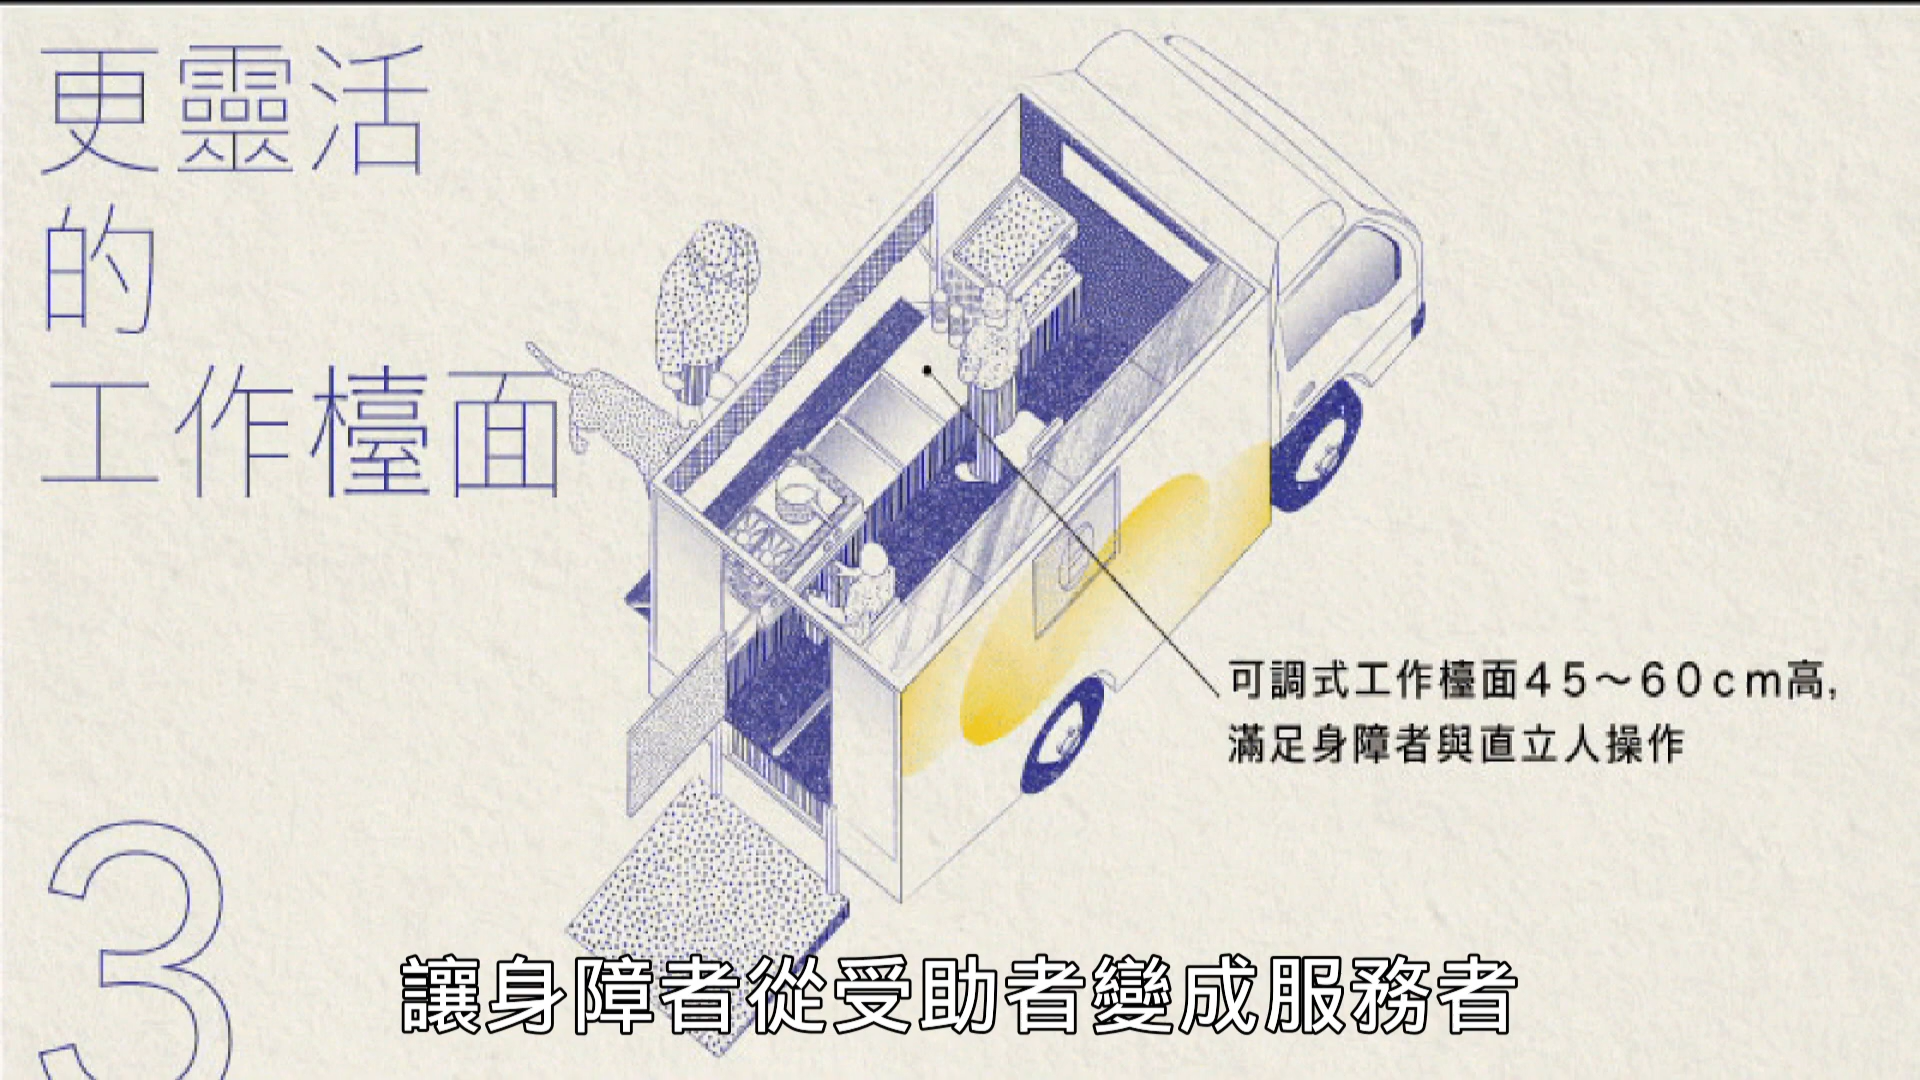 更靈活
的
工作檯面
可調式工作檯面45～60cm高,
滿足身障者與直立人操作
3
讓身障者從受助者變成服務者